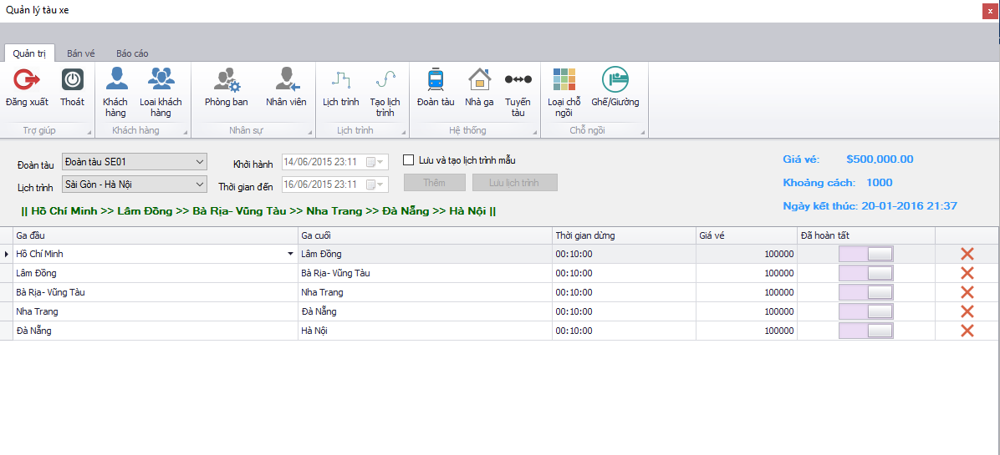 Quản lý tàu xe
x
Quản trị Bán vé Báo cáo
Đăng xuất Thoát Khách hàng Loại khách hàng Phòng ban Nhân viên Lịch trình Tạo lịch trình Đoàn tàu Nhà ga Tuyến tàu Loại chỗ ngồi Ghế/Giường
Trợ giúp Khách hàng Nhân sự Lịch trình Hệ thống Chỗ ngồi
Đoàn tàu Đoàn tàu SE01 Khởi hành 14/06/2015 23:11 Lưu và tạo lịch trình mẫu Giá vé: $500,000.00
Lịch trình Sài Gòn - Hà Nội Thời gian đến 16/06/2015 23:11 Thêm Lưu lịch trình Khoảng cách: 1000
|| Hồ Chí Minh >> Lâm Đồng >> Bà Rịa- Vũng Tàu >> Nha Trang >> Đà Nẵng >> Hà Nội || Ngày kết thúc: 20-01-2016 21:37
Ga đầu Ga cuối Thời gian dừng Giá vé Đã hoàn tất
Hồ Chí Minh Lâm Đồng 00:10:00 100000
Lâm Đồng Bà Rịa- Vũng Tàu 00:10:00 100000
Bà Rịa- Vũng Tàu Nha Trang 00:10:00 100000
Nha Trang Đà Nẵng 00:10:00 100000
Đà Nẵng Hà Nội 00:10:00 100000